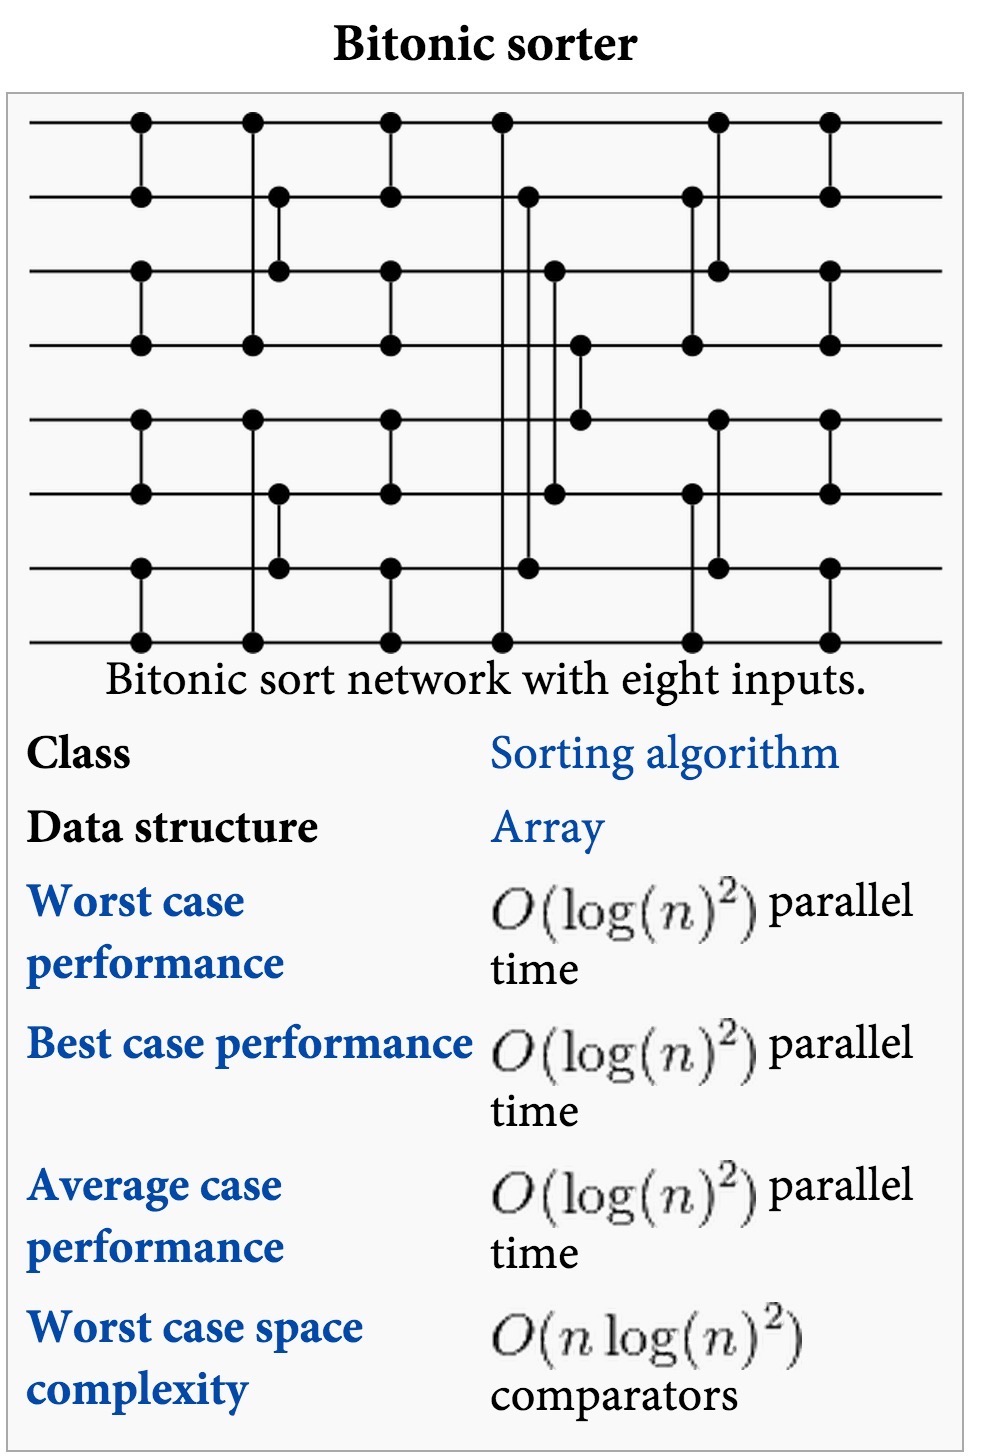 Bitonic sorter
Bitonic sort network with eight inputs.
Class Sorting algorithm
Data structure Array
Worst case performance O(log(n)²) parallel time
Best case performance O(log(n)²) parallel time
Average case performance O(log(n)²) parallel time
Worst case space complexity O(n log(n)²) comparators